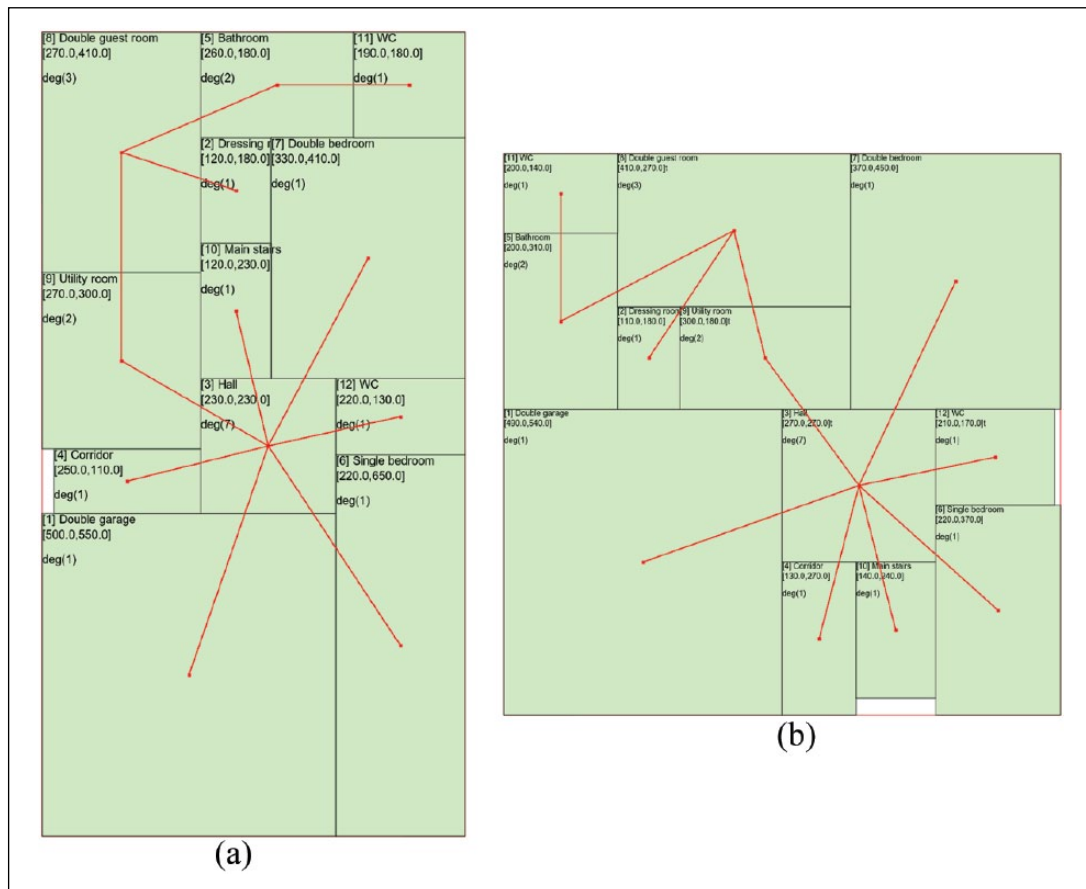 [8] Double guest room
[270.0,410.0]
deg(3)
[5] Bathroom
[260.0,180.0]
deg(2)
[11] WC
[190.0,180.0]
deg(1)
[2] Dressing r
[120.0,180.0]
deg(1)
[7] Double bedroom
[330.0,410.0]
deg(1)
[10] Main stairs
[120.0,230.0]
deg(1)
[9] Utility room
[270.0,300.0]
deg(2)
[3] Hall
[230.0,230.0]
deg(7)
[12] WC
[220.0,130.0]
deg(1)
[4] Corridor
[250.0,110.0]
deg(1)
[6] Single bedroom
[220.0,650.0]
deg(1)
[1] Double garage
[500.0,550.0]
deg(1)
(a)
[11] WC
[200.0,140.0]
deg(1)
[8] Double guest room
[410.0,270.0]t
deg(3)
[7] Double bedroom
[370.0,450.0]
deg(1)
[5] Bathroom
[200.0,310.0]
deg(2)
[2] Dressing room
[110.0,180.0]
deg(1)
[9] Utility room
[300.0,180.0]t
deg(2)
[1] Double garage
[490.0,540.0]
deg(1)
[3] Hall
[270.0,270.0]t
deg(7)
[12] WC
[210.0,170.0]t
deg(1)
[6] Single bedroom
[220.0,370.0]
deg(1)
[4] Corridor
[130.0,270.0]
deg(1)
[10] Main stairs
[140.0,240.0]
deg(1)
(b)